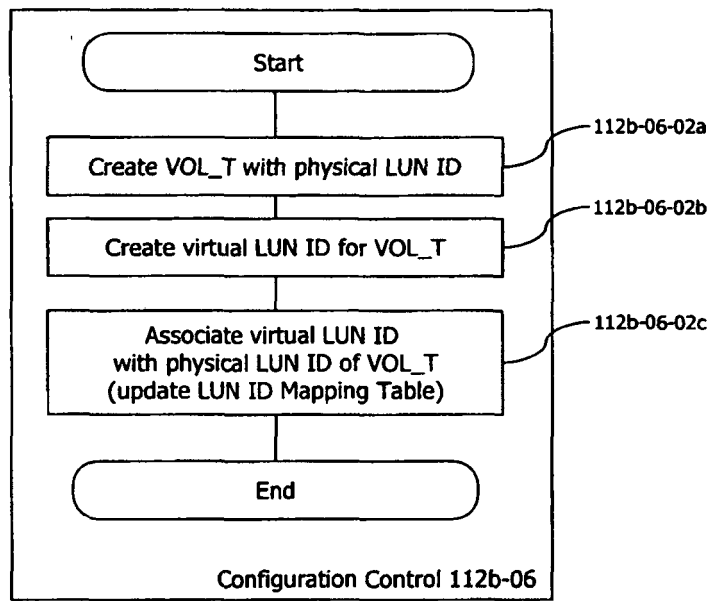 Start
112b-06-02a
Create VOL_T with physical LUN ID
112b-06-02b
Create virtual LUN ID for VOL_T
112b-06-02c
Associate virtual LUN ID
with physical LUN ID of VOL_T
(update LUN ID Mapping Table)
End
Configuration Control 112b-06